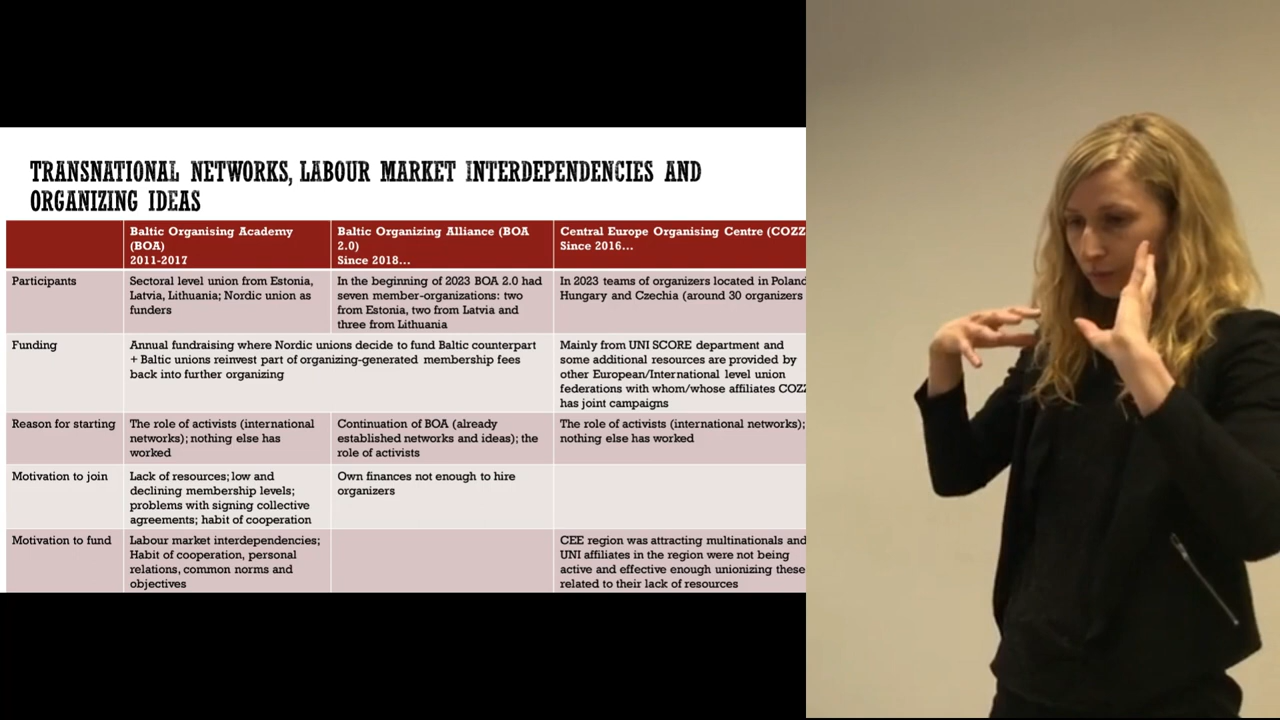 TRANSNATIONAL NETWORKS, LABOUR MARKET INTERDEPENDENCIES AND
ORGANIZING IDEAS
Baltic Organising Academy
(BOA)
2011-2017
Baltic Organizing Alliance (BOA
2.0)
Since 2018...
Central Europe Organising Centre (COZZ
Since 2016...
Participants
Sectoral level union from Estonia,
Latvia, Lithuania; Nordic union as
funders
In the beginning of 2023 BOA 2.0 had
seven member-organizations: two
from Estonia, two from Latvia and
three from Lithuania
In 2023 teams of organizers located in Poland
Hungary and Czechia (around 30 organizers
Funding
Annual fundraising where Nordic unions decide to fund Baltic counterpart
+ Baltic unions reinvest part of organizing-generated membership fees
back into further organizing
Mainly from UNI SCORE department and
some additional resources are provided by
other European/International level union
federations with whom/whose affiliates COZZ
has joint campaigns
Reason for starting
The role of activists (international
networks); nothing else has
worked
Continuation of BOA (already
established networks and ideas); the
role of activists
The role of activists (international networks);
nothing else has worked
Motivation to join
Lack of resources; low and
declining membership levels;
problems with signing collective
agreements; habit of cooperation
Own finances not enough to hire
organizers
Motivation to fund
Labour market interdependencies;
Habit of cooperation, personal
relations, common norms and
objectives
CEE region was attracting multinationals and
UNI affiliates in the region were not being
active and effective enough unionizing these
related to their lack of resources